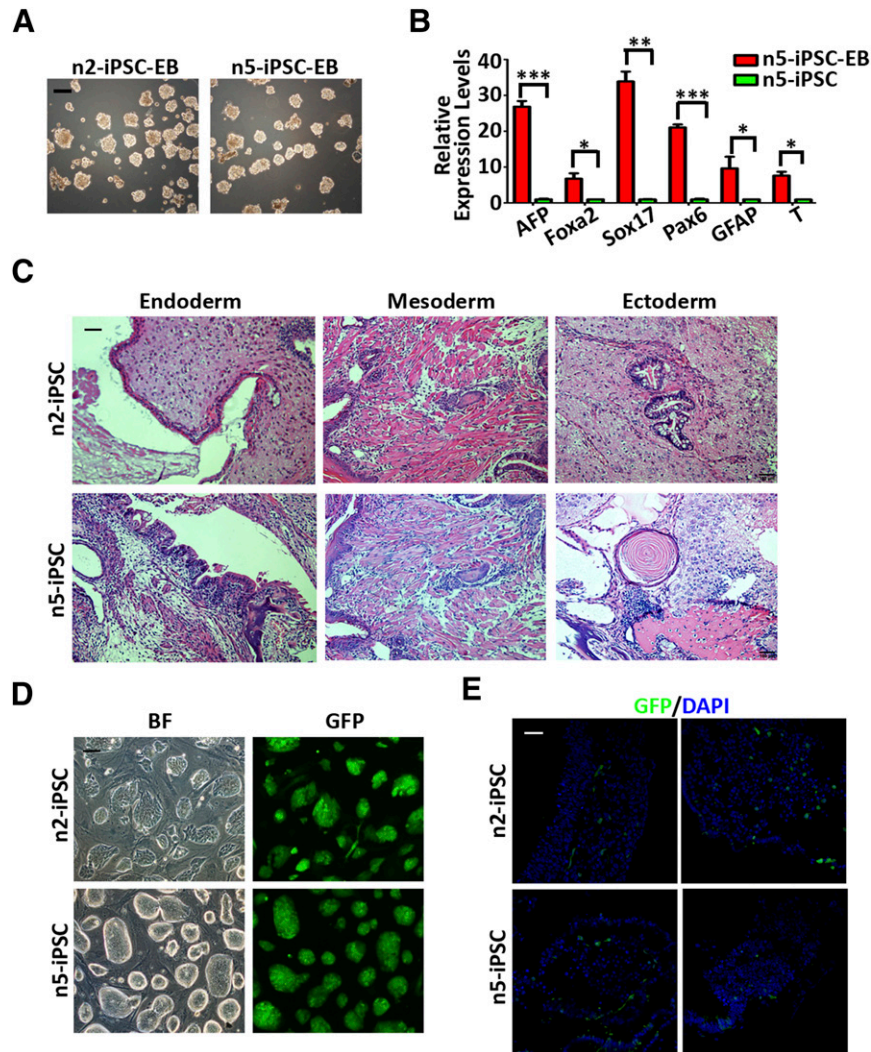 A
n2-iPSC-EB n5-iPSC-EB
B
Relative
Expression Levels
40
30
20
10
0
*** * ** *** * *
n5-iPSC-EB
n5-iPSC
AFP Foxa2 Sox17 Pax6 GFAP T
C
Endoderm Mesoderm Ectoderm
n2-iPSC
n5-iPSC
D
BF GFP
n2-iPSC
n5-iPSC
E
GFP/DAPI
n2-iPSC
n5-iPSC